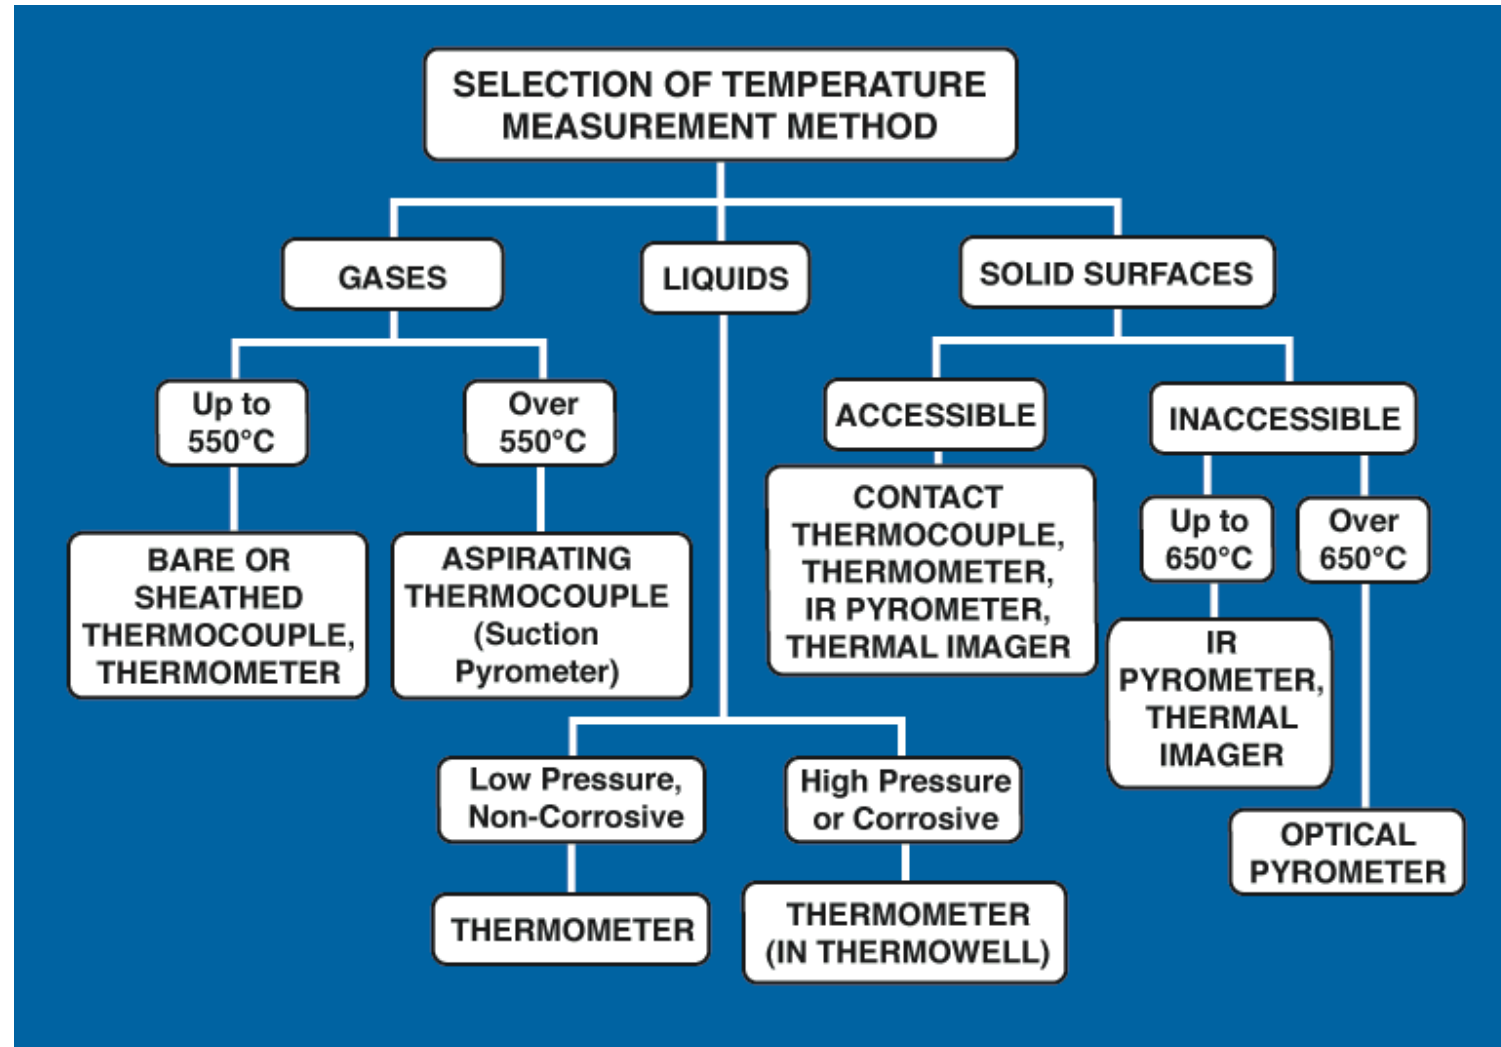 SELECTION OF TEMPERATURE
MEASUREMENT METHOD
GASES
LIQUIDS
SOLID SURFACES
Up to
550°C
Over
550°C
ACCESSIBLE
INACCESSIBLE
BARE OR
SHEATHED
THERMOCOUPLE,
THERMOMETER
ASPIRATING
THERMOCOUPLE
(Suction
Pyrometer)
CONTACT
THERMOCOUPLE,
THERMOMETER,
IR PYROMETER,
THERMAL IMAGER
Up to
650°C
Over
650°C
IR
PYROMETER,
THERMAL
IMAGER
Low Pressure,
Non-Corrosive
High Pressure
or Corrosive
OPTICAL
PYROMETER
THERMOMETER
THERMOMETER
(IN THERMOWELL)